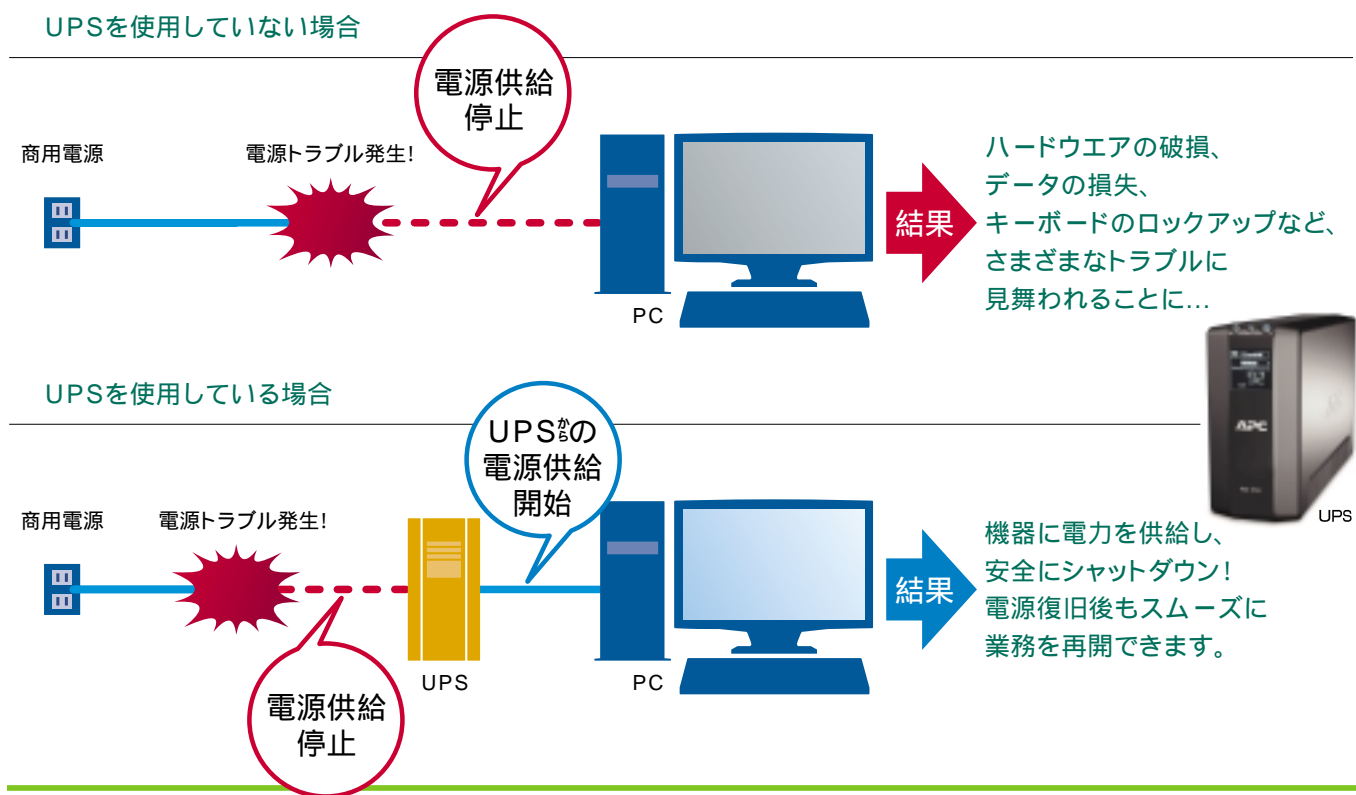 UPSを使用していない場合
電源供給
停止
商用電源
電源トラブル発生!
PC
結果
ハードウエアの破損、
データの損失、
キーボードのロックアップなど、
さまざまなトラブルに
見舞われることに…
APC
UPS
UPSを使用している場合
UPSからの
電源供給
開始
商用電源
電源トラブル発生!
電源供給
停止
UPS
PC
結果
機器に電力を供給し、
安全にシャットダウン!
電源復旧後もスムーズに
業務を再開できます。